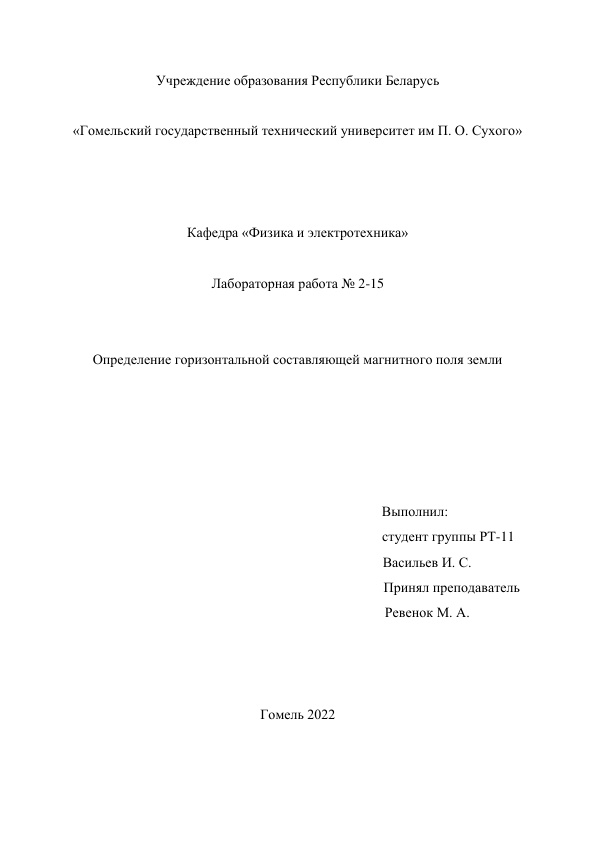 Учреждение образования Республики Беларусь
«Гомельский государственный технический университет им П. О. Сухого»
Кафедра «Физика и электротехника»
Лабораторная работа № 2-15
Определение горизонтальной составляющей магнитного поля земли
Выполнил:
студент группы РТ-11
Васильев И. С.
Принял преподаватель
Ревенок М. А.
Гомель 2022